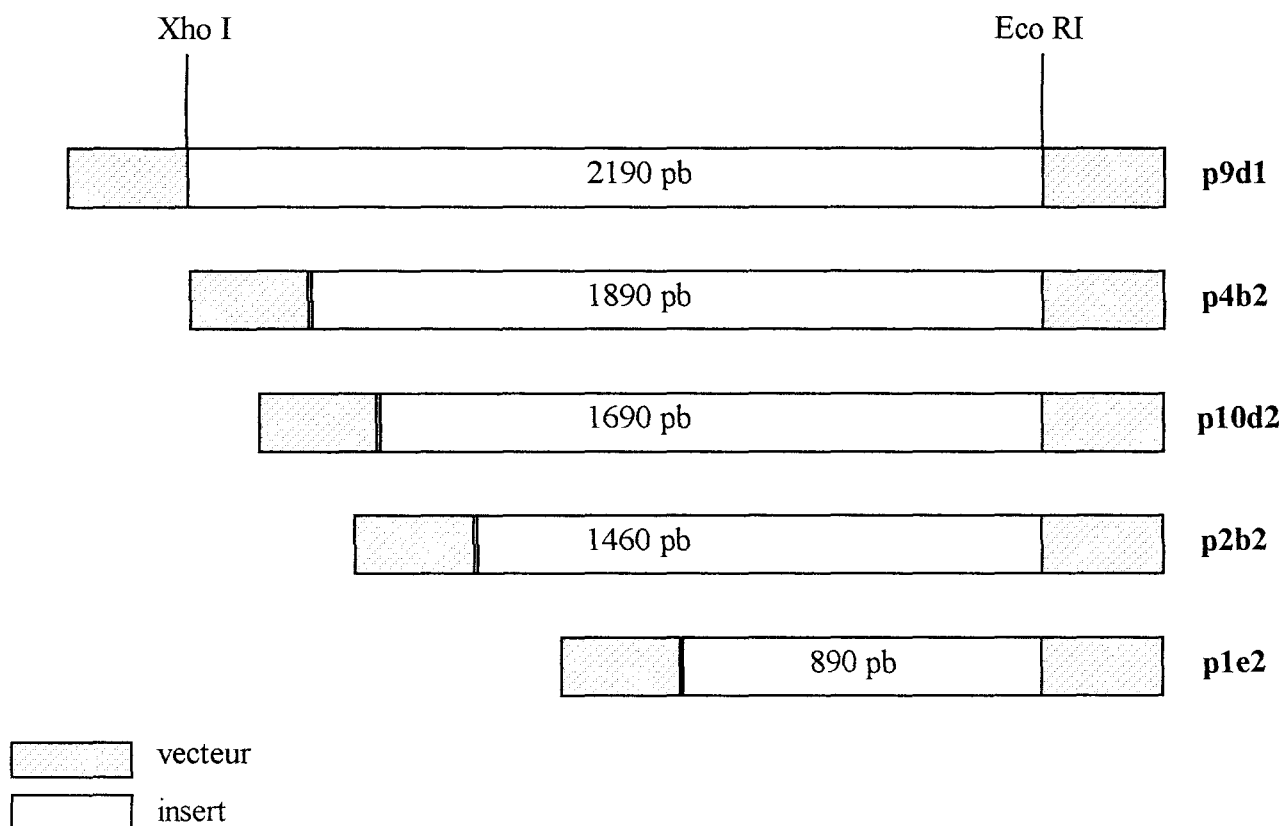 Xho I Eco RI
2190 pb p9d1
1890 pb p4b2
1690 pb p10d2
1460 pb p2b2
890 pb p1e2
vecteur
insert